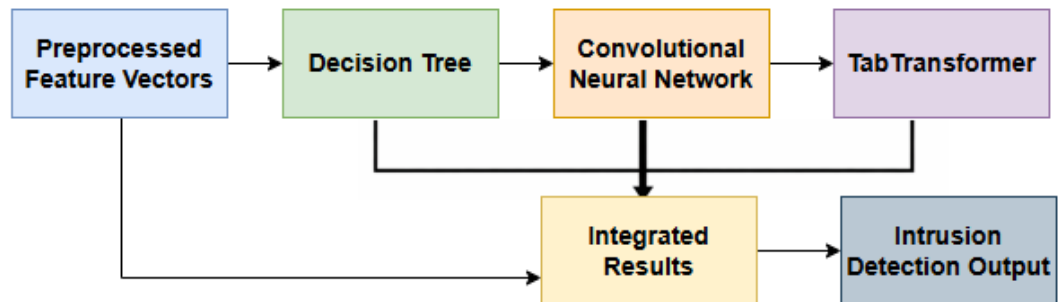 Preprocessed
Feature Vectors
Decision Tree
Convolutional
Neural Network
TabTransformer
Integrated
Results
Intrusion
Detection Output